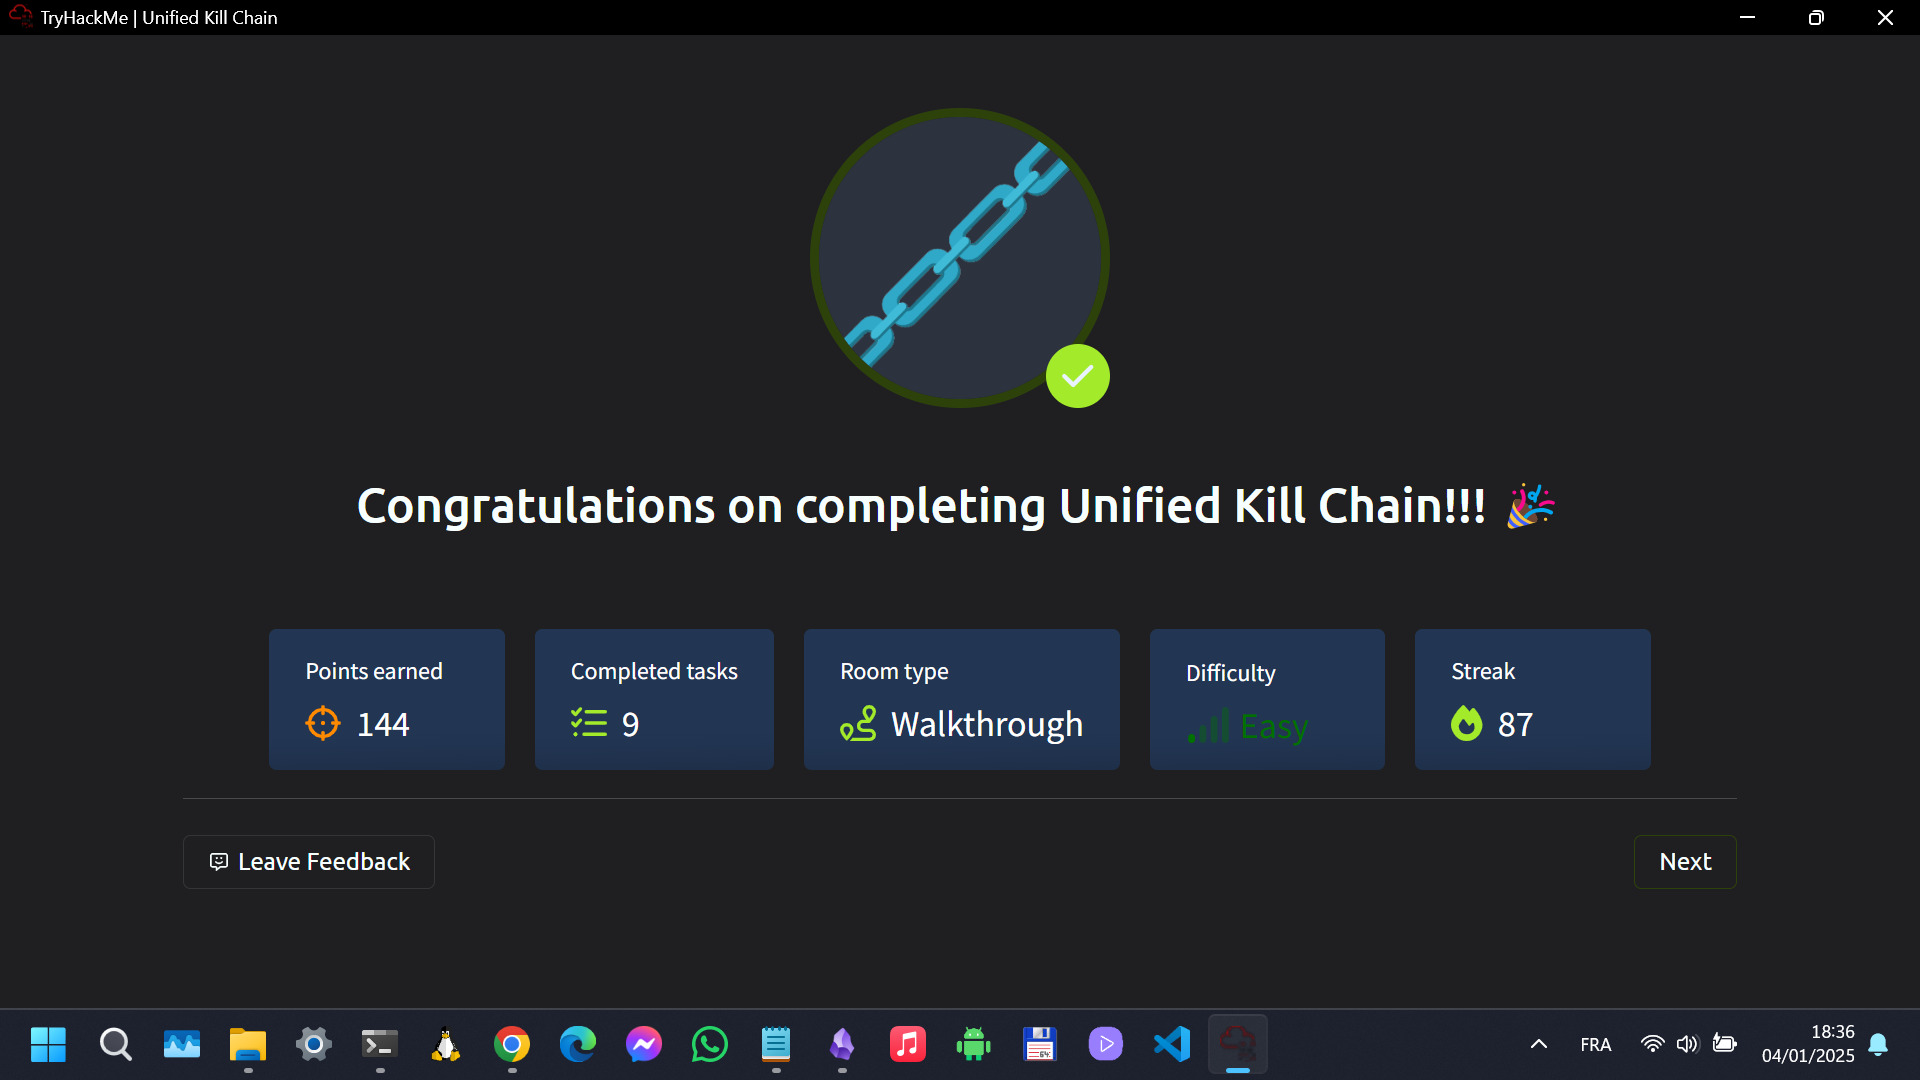 TryHackMe | Unified Kill Chain
Congratulations on completing Unified Kill Chain!!! 🎉
Points earned
144
Completed tasks
9
Room type
Walkthrough
Difficulty
Easy
Streak
87
Leave Feedback
Next
64:
FRA
18:36
04/01/2025